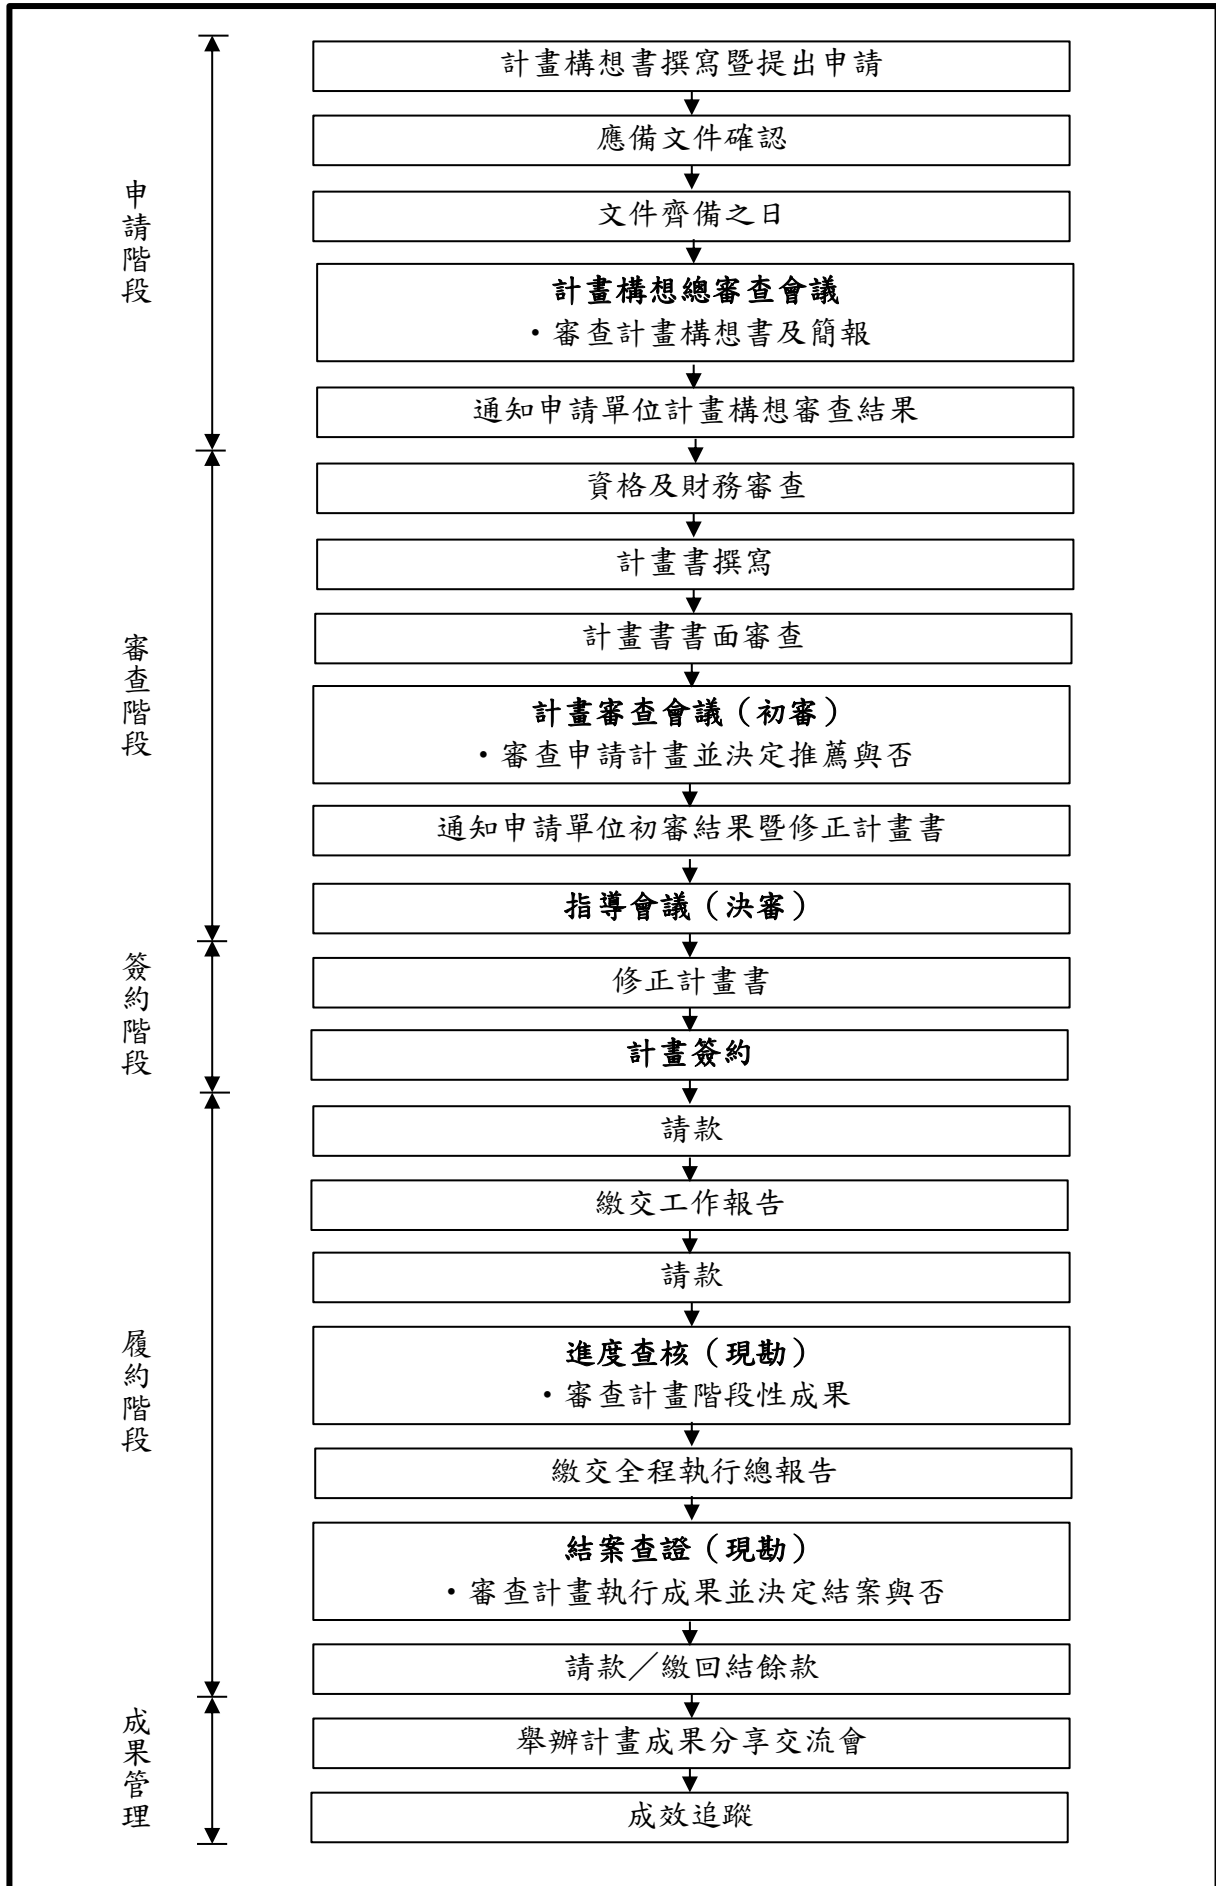 申請階段
計畫構想書撰寫暨提出申請
應備文件確認
文件齊備之日
計畫構想總審查會議
・審查計畫構想書及簡報
通知申請單位計畫構想審查結果
審查階段
資格及財務審查
計畫書撰寫
計畫書書面審查
計畫審查會議（初審）
・審查申請計畫並決定推薦與否
通知申請單位初審結果暨修正計畫書
指導會議（決審）
簽約階段
修正計畫書
計畫簽約
履約階段
請款
繳交工作報告
請款
進度查核（現勘）
・審查計畫階段性成果
繳交全程執行總報告
結案查證（現勘）
・審查計畫執行成果並決定結案與否
請款／繳回結餘款
成果管理
舉辦計畫成果分享交流會
成效追蹤